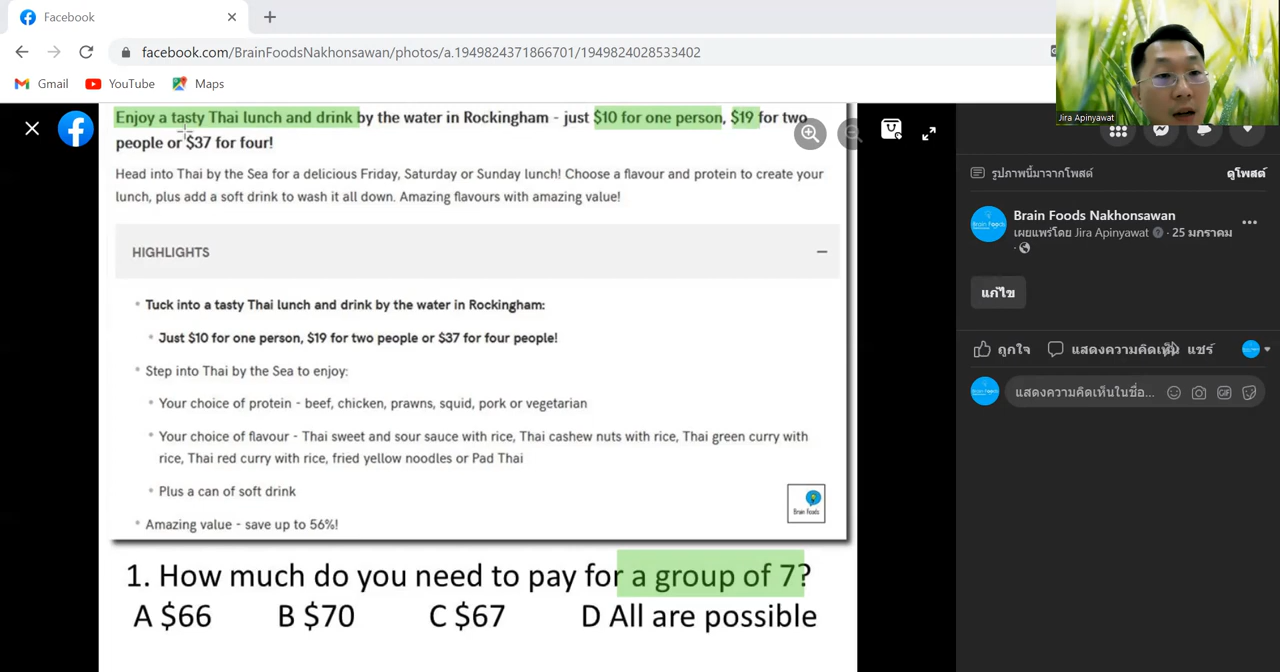 Facebook
facebook.com/BrainFoodsNakhonsawan/photos/a.1949824371866701/1949824028533402
Gmail YouTube Maps
Jira Apinyawat
Enjoy a tasty Thai lunch and drink by the water in Rockingham - just $10 for one person, $19 for two
people or $37 for four!
Head into Thai by the Sea for a delicious Friday, Saturday or Sunday lunch! Choose a flavour and protein to create your
lunch, plus add a soft drink to wash it all down. Amazing flavours with amazing value!
HIGHLIGHTS
Tuck into a tasty Thai lunch and drink by the water in Rockingham:
Just $10 for one person, $19 for two people or $37 for four people!
Step into Thai by the Sea to enjoy:
Your choice of protein - beef, chicken, prawns, squid, pork or vegetarian
Your choice of flavour - Thai sweet and sour sauce with rice, Thai cashew nuts with rice, Thai green curry with
rice, Thai red curry with rice, fried yellow noodles or Pad Thai
Plus a can of soft drink
Amazing value - save up to 56%!
Brain Foods
1. How much do you need to pay for a group of 7?
A $66 B $70 C $67 D All are possible
รูปภาพนี้มาจากโพสต์ ดูโพสต์
Brain Foods Nakhonsawan
เผยแพร่โดย Jira Apinyawat · 25 มกราคม
·
แก้ไข
ถูกใจ แสดงความคิดเห็น แชร์
แสดงความคิดเห็นในชื่อ...
GIF